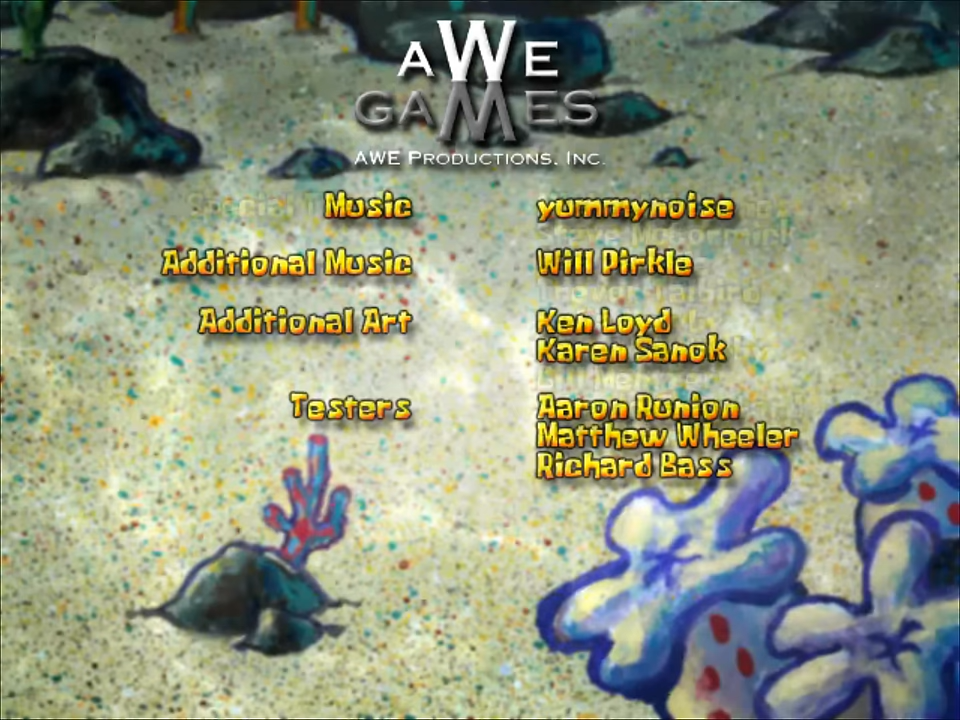 AWE
GAMES
AWE PRODUCTIONS, INC.
Music yummynoise
Additional Music Will Pirkle
Additional Art Ken Loyd
Karen Sanok
Testers Aaron Runion
Matthew Wheeler
Richard Bass